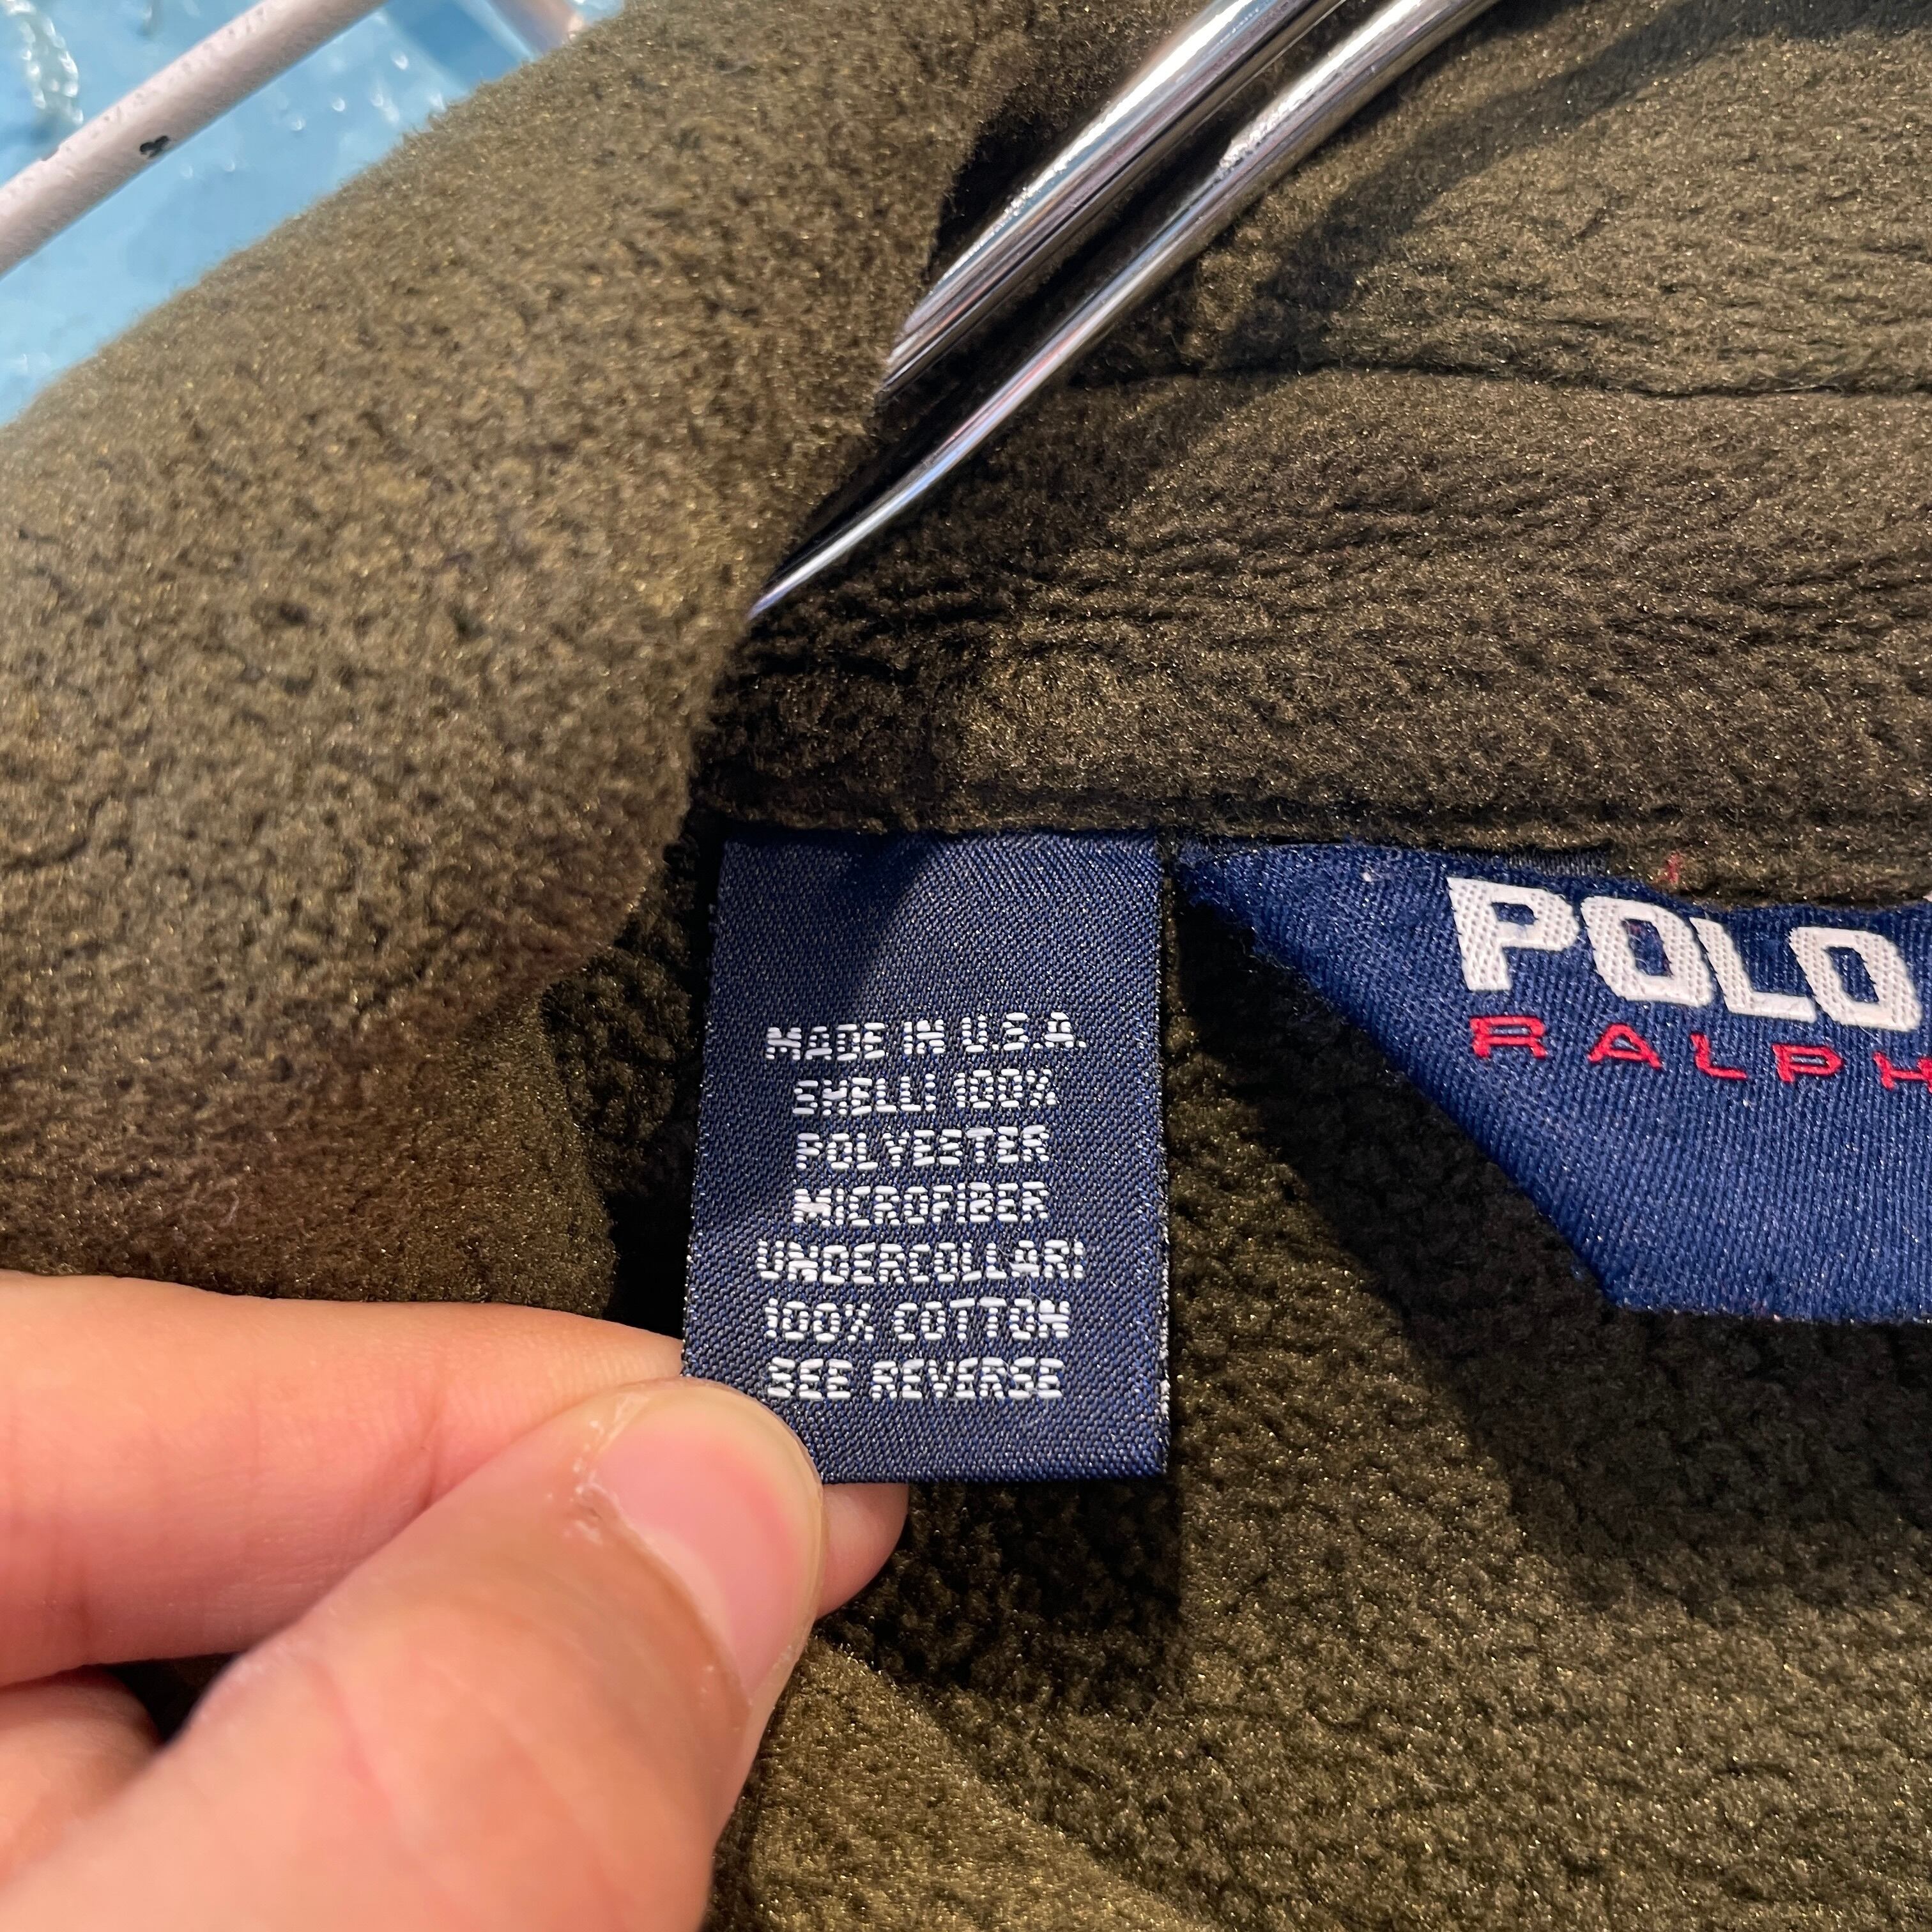 MADE IN U.S.A.
SHELL: 100%
POLYESTER
MICROFIBER
UNDERCOLLAR:
100% COTTON
SEE REVERSE
POLO
RALPH